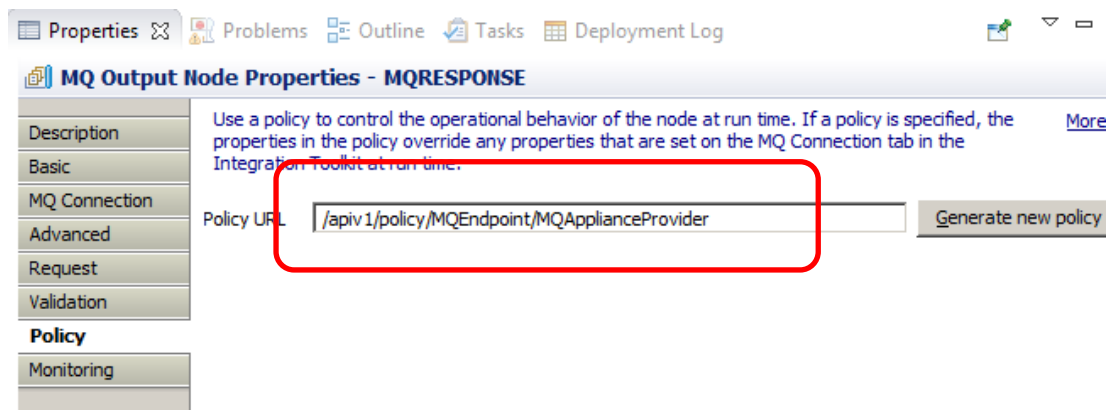 Properties Problems Outline Tasks Deployment Log
MQ Output Node Properties - MQRESPONSE
Description
Basic
MQ Connection
Advanced
Request
Validation
Policy
Monitoring
Use a policy to control the operational behavior of the node at run time. If a policy is specified, the
properties in the policy override any properties that are set on the MQ Connection tab in the
Integration Toolkit at run time.
More
Policy URL /apiv1/policy/MQEndpoint/MQApplianceProvider Generate new policy